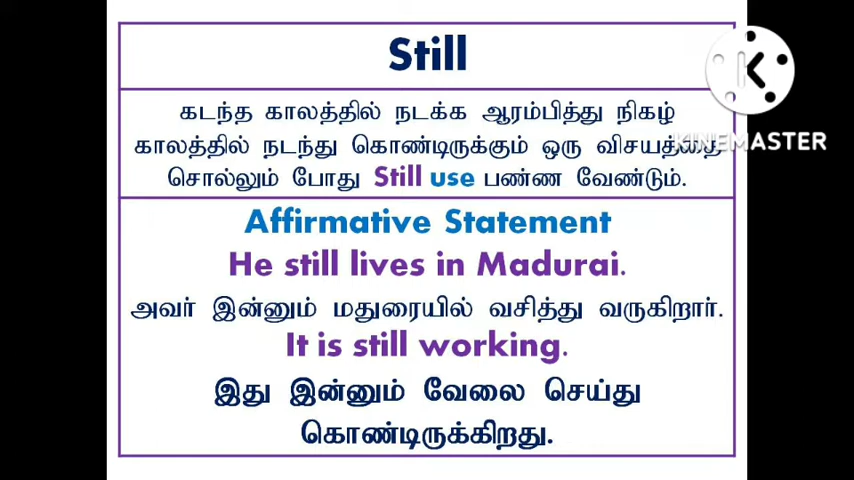 Still
கடந்த காலத்தில் நடக்க ஆரம்பித்து நிகழ்
காலத்தில் நடந்து கொண்டிருக்கும் ஒரு விசயத்தை
சொல்லும் போது Still use பண்ண வேண்டும்.
Affirmative Statement
He still lives in Madurai.
அவர் இன்னும் மதுரையில் வசித்து வருகிறார்.
It is still working.
இது இன்னும் வேலை செய்து
கொண்டிருக்கிறது.
KINEMASTER